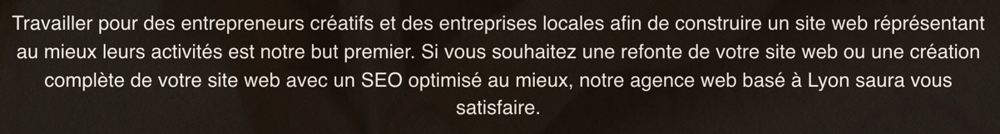 Travailler pour des entrepreneurs créatifs et des entreprises locales afin de construire un site web réprésentant
au mieux leurs activités est notre but premier. Si vous souhaitez une refonte de votre site web ou une création
complète de votre site web avec un SEO optimisé au mieux, notre agence web basé à Lyon saura vous
satisfaire.